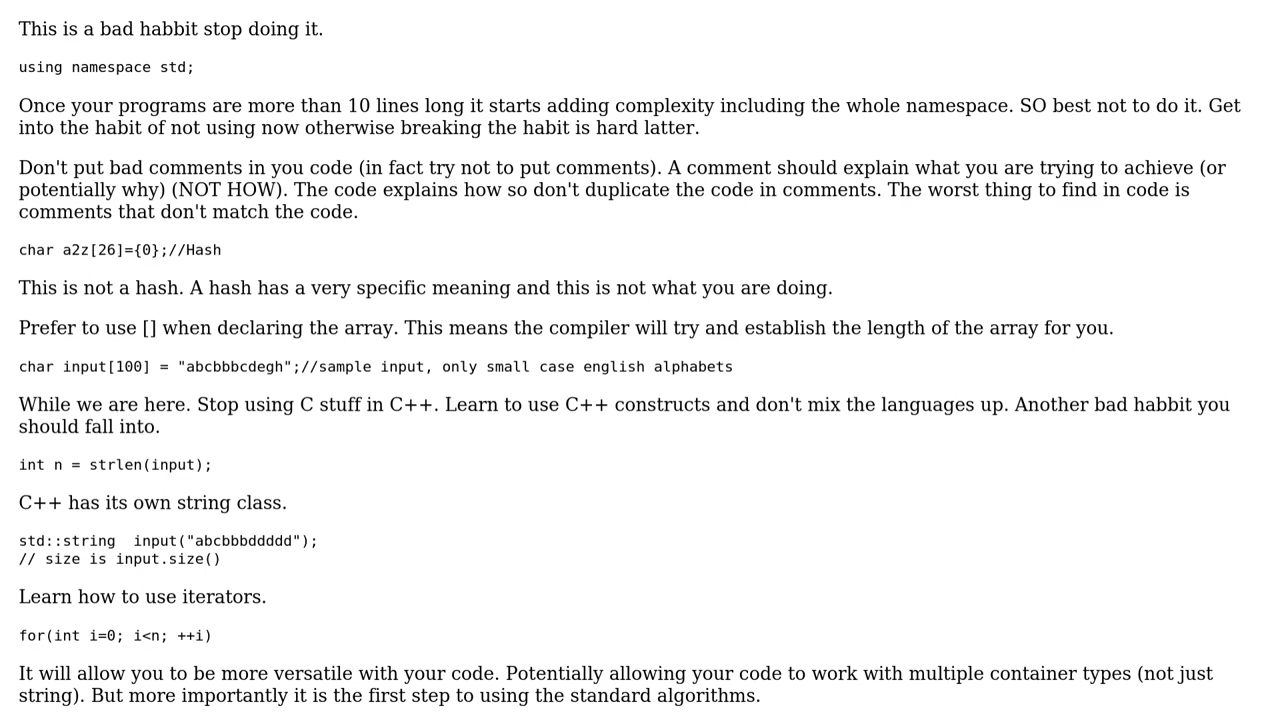 This is a bad habbit stop doing it.
using namespace std;
Once your programs are more than 10 lines long it starts adding complexity including the whole namespace. SO best not to do it. Get
into the habit of not using now otherwise breaking the habit is hard latter.
Don't put bad comments in you code (in fact try not to put comments). A comment should explain what you are trying to achieve (or
potentially why) (NOT HOW). The code explains how so don't duplicate the code in comments. The worst thing to find in code is
comments that don't match the code.
char a2z[26]={0};//Hash
This is not a hash. A hash has a very specific meaning and this is not what you are doing.
Prefer to use [] when declaring the array. This means the compiler will try and establish the length of the array for you.
char input[100] = "abcbbbcdegh";//sample input, only small case english alphabets
While we are here. Stop using C stuff in C++. Learn to use C++ constructs and don't mix the languages up. Another bad habbit you
should fall into.
int n = strlen(input);
C++ has its own string class.
std::string  input("abcbbbddddd");
// size is input.size()
Learn how to use iterators.
for(int i=0; i<n; ++i)
It will allow you to be more versatile with your code. Potentially allowing your code to work with multiple container types (not just
string). But more importantly it is the first step to using the standard algorithms.